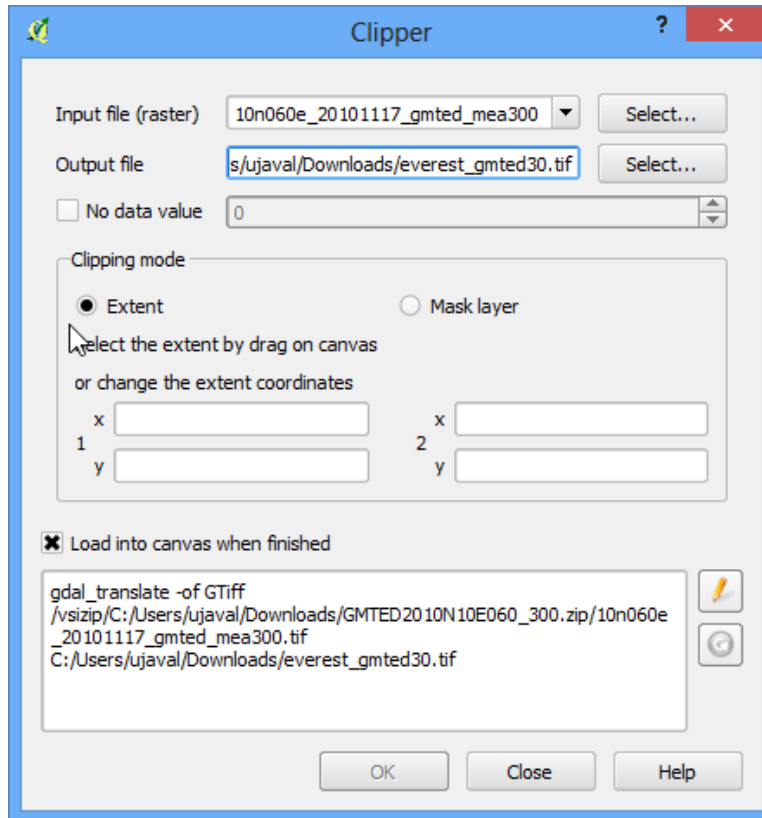 Clipper
?
Input file (raster) 10n060e_20101117_gmted_mea300 Select...
Output file s/ujaval/Downloads/everest_gmted30.tif Select...
No data value 0
Clipping mode
Extent Mask layer
elect the extent by drag on canvas
or change the extent coordinates
x x
1 2
y y
Load into canvas when finished
gdal_translate -of GTiff
/vsizip/C:/Users/ujaval/Downloads/GMTED2010N10E060_300.zip/10n060e
_20101117_gmted_mea300.tif
C:/Users/ujaval/Downloads/everest_gmted30.tif
OK Close Help